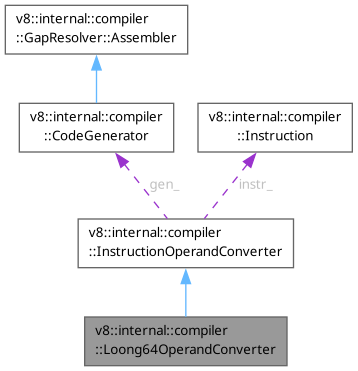 v8::internal::compiler
::GapResolver::Assembler
v8::internal::compiler
::CodeGenerator
v8::internal::compiler
::Instruction
gen_
instr_
v8::internal::compiler
::InstructionOperandConverter
v8::internal::compiler
::Loong64OperandConverter